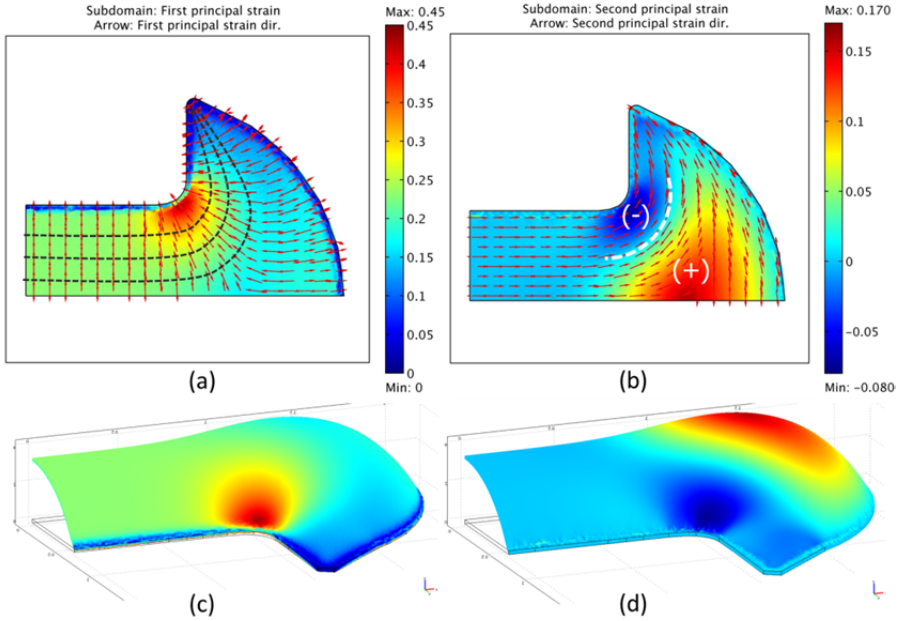 Subdomain: First principal strain
Arrow: First principal strain dir.
Max: 0.45
0.45
0.4
0.35
0.3
0.25
0.2
0.15
0.1
0.05
0
Min: 0
(a)
Subdomain: Second principal strain
Arrow: Second principal strain dir.
Max: 0.170
0.15
0.1
0.05
0
-0.05
Min: -0.080
(-)
(+)
(b)
(c)
(d)